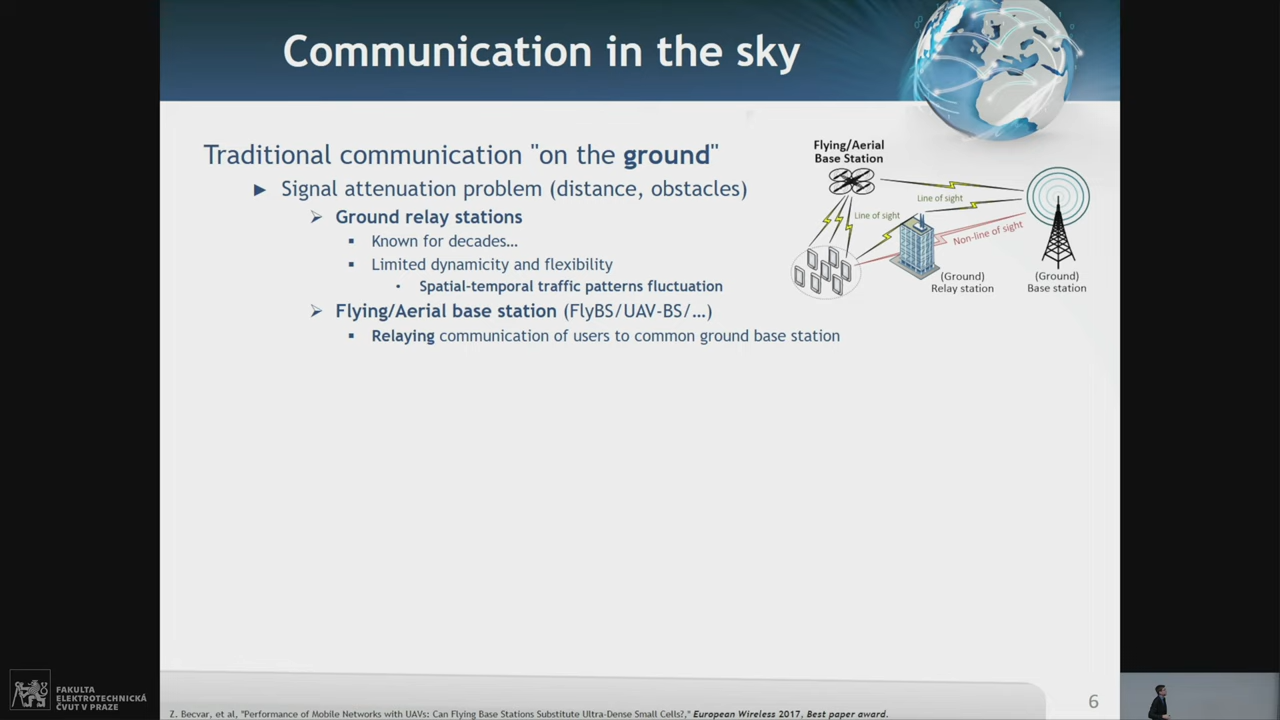 Communication in the sky
Traditional communication "on the ground"
► Signal attenuation problem (distance, obstacles)
➢ Ground relay stations
▪ Known for decades…
▪ Limited dynamicity and flexibility
• Spatial-temporal traffic patterns fluctuation
➢ Flying/Aerial base station (FlyBS/UAV-BS/…)
▪ Relaying communication of users to common ground base station
Flying/Aerial
Base Station
Line of sight
Line of sight
Non-line of sight
(Ground)
Relay station
(Ground)
Base station
6
Z. Becvar, et al, "Performance of Mobile Networks with UAVs: Can Flying Base Stations Substitute Ultra-Dense Small Cells?," European Wireless 2017, Best paper award.
FAKULTA
ELEKTROTECHNICKÁ
ČVUT V PRAZE